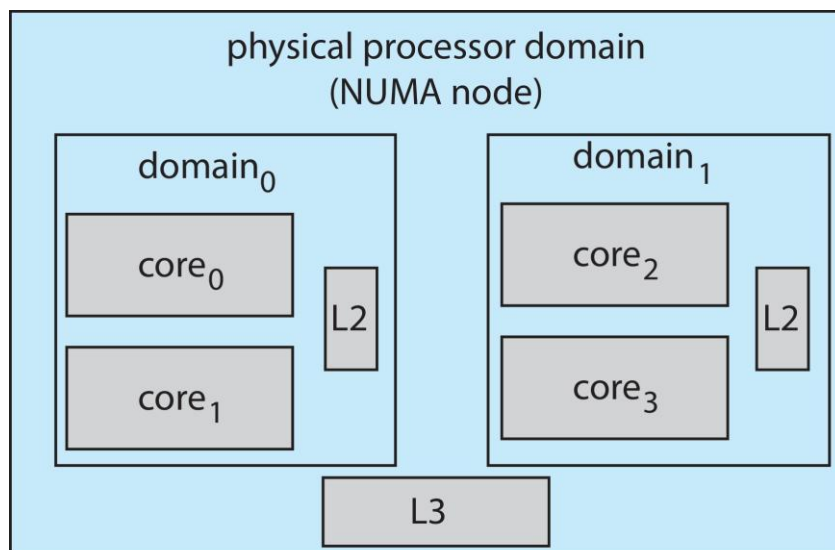 physical processor domain
(NUMA node)
domain₀
core₀
L2
core₁
domain₁
core₂
L2
core₃
L3